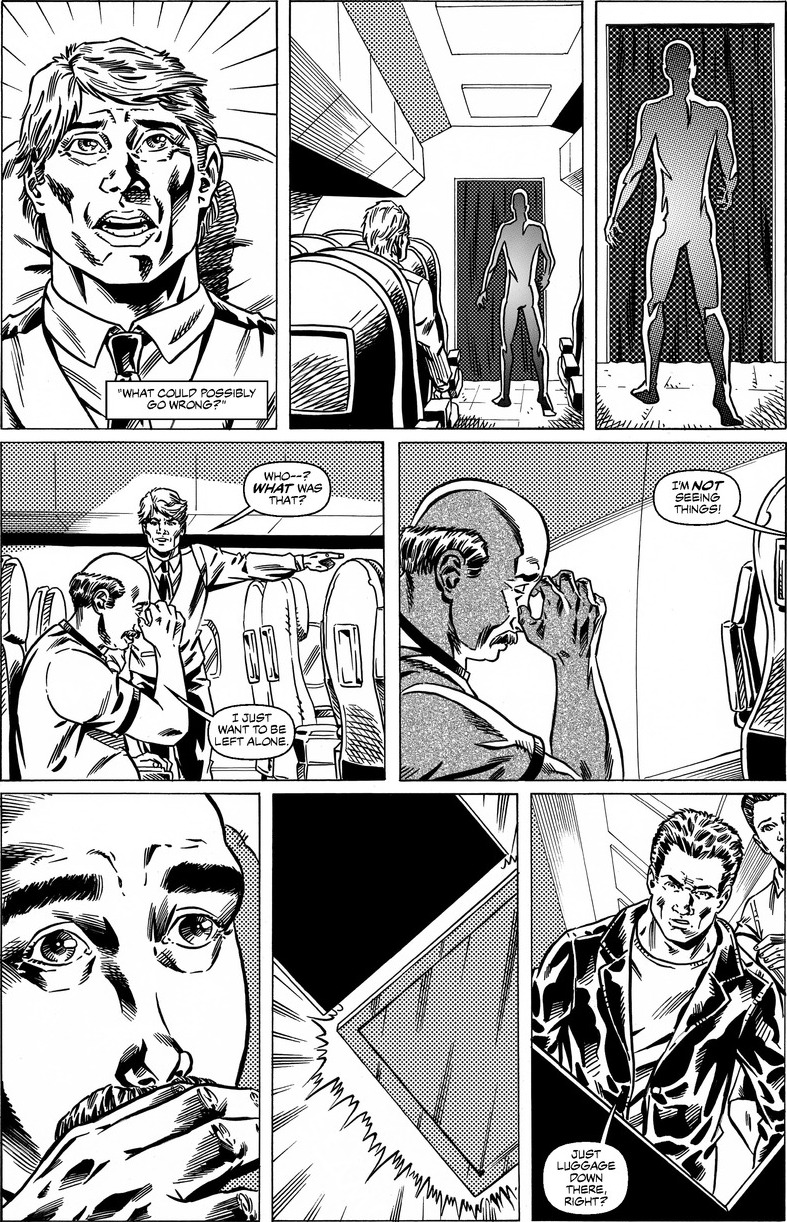 "WHAT COULD POSSIBLY
GO WRONG?"
WHO--?
WHAT WAS
THAT?
I JUST
WANT TO BE
LEFT ALONE.
I'M NOT
SEEING
THINGS!
JUST
LUGGAGE
DOWN
THERE,
RIGHT?